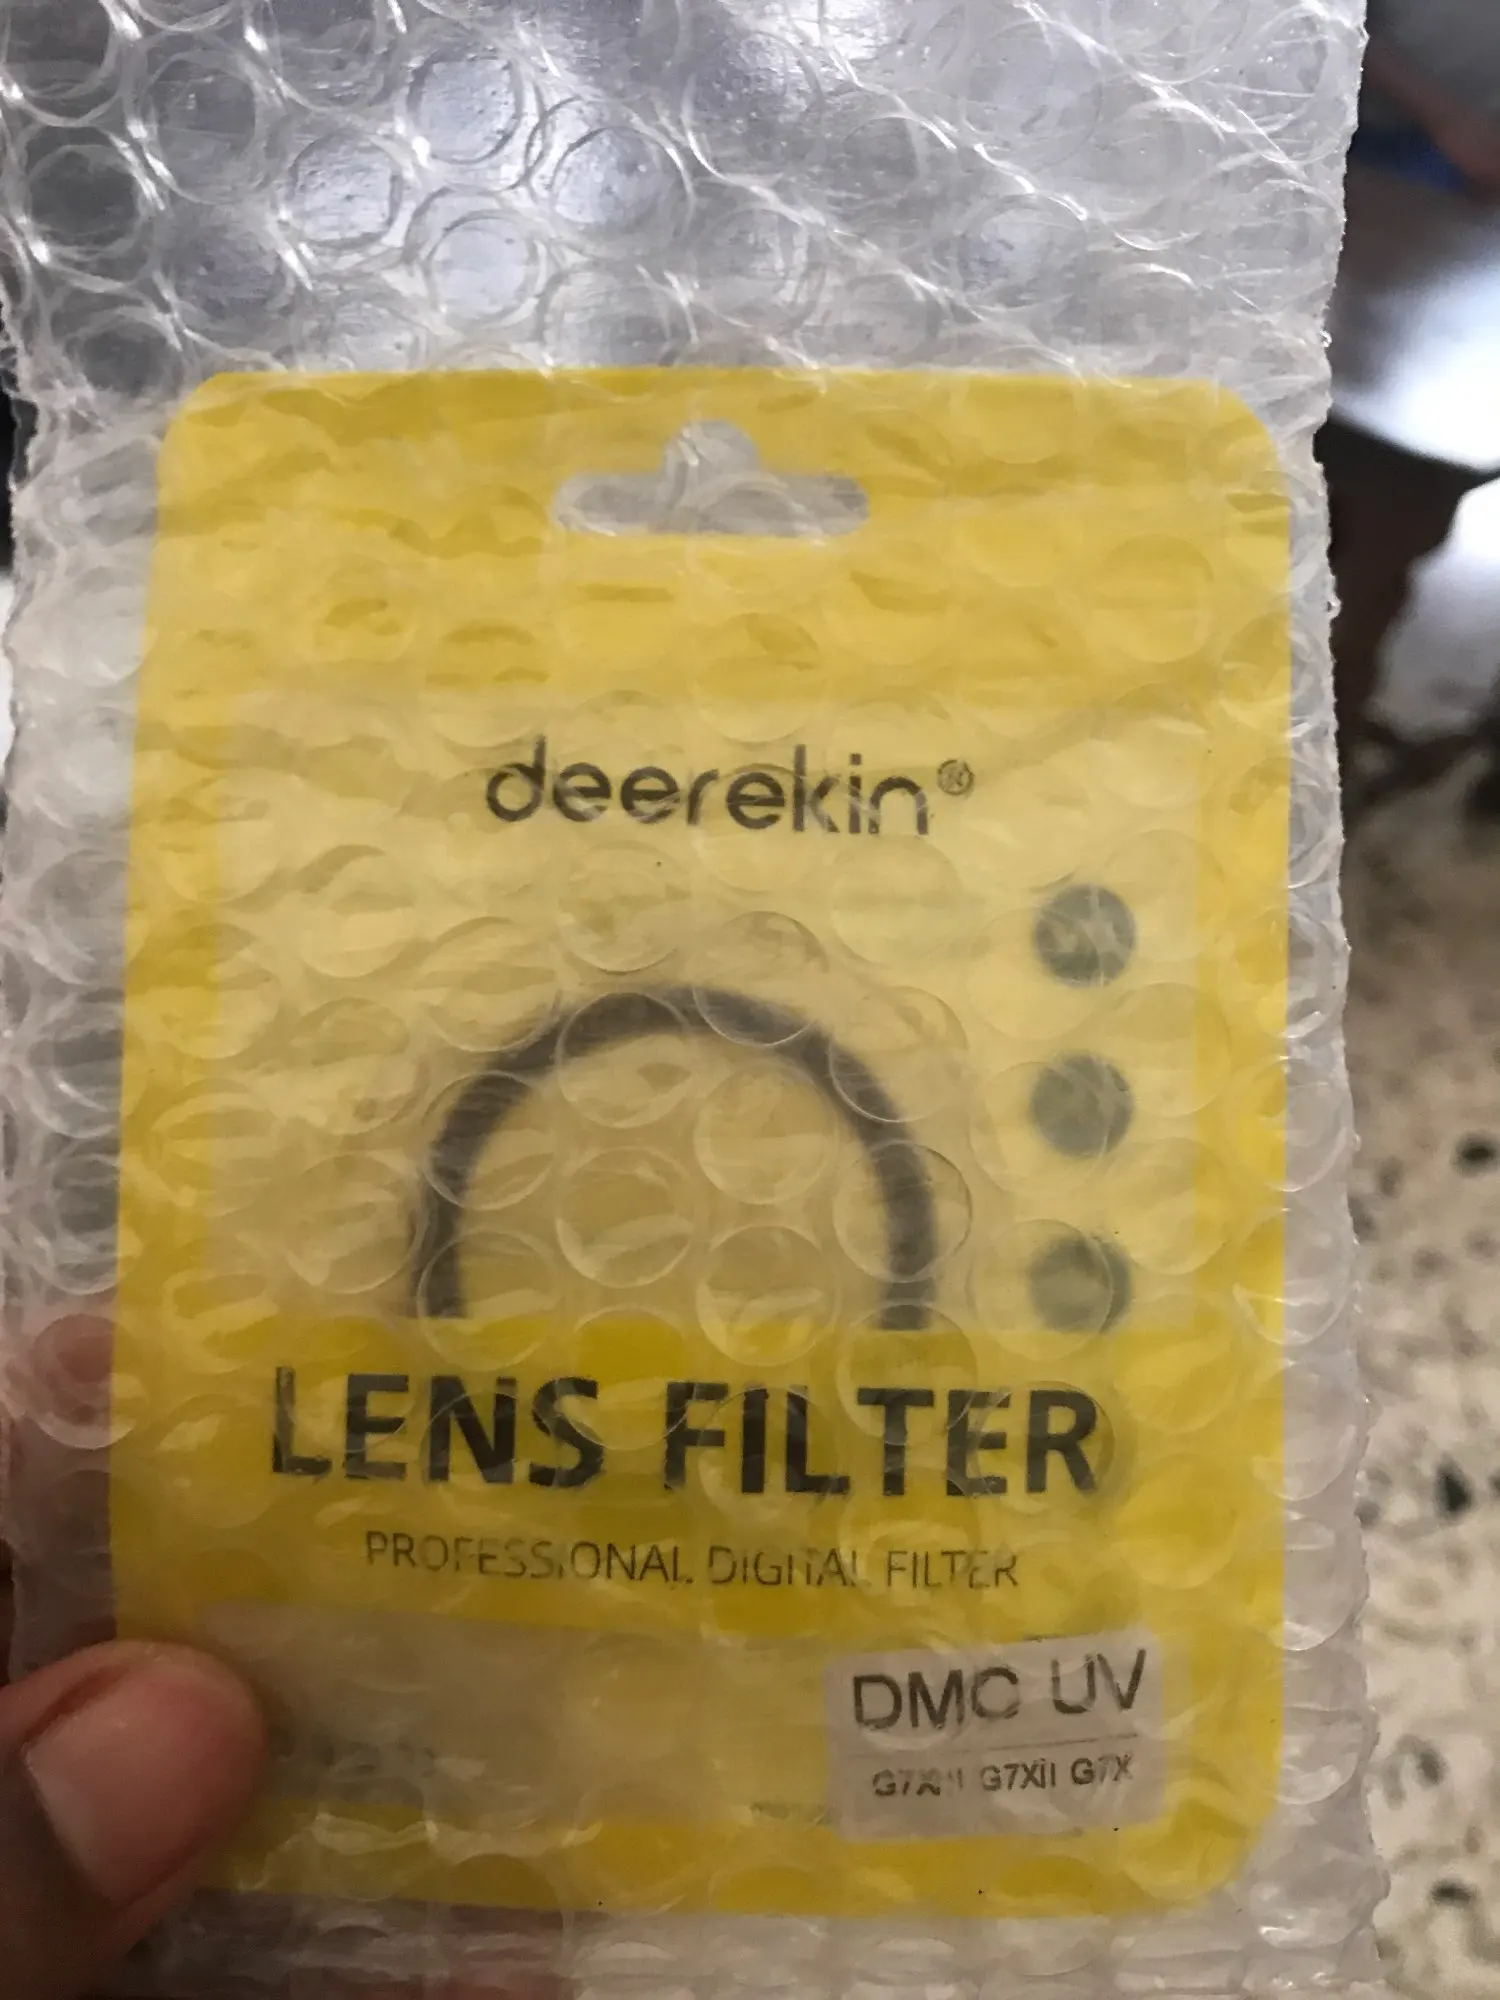 deerekin®
LENS FILTER
PROFESSIONAL DIGITAL FILTER
DMC UV
G7XIII G7XII G7X